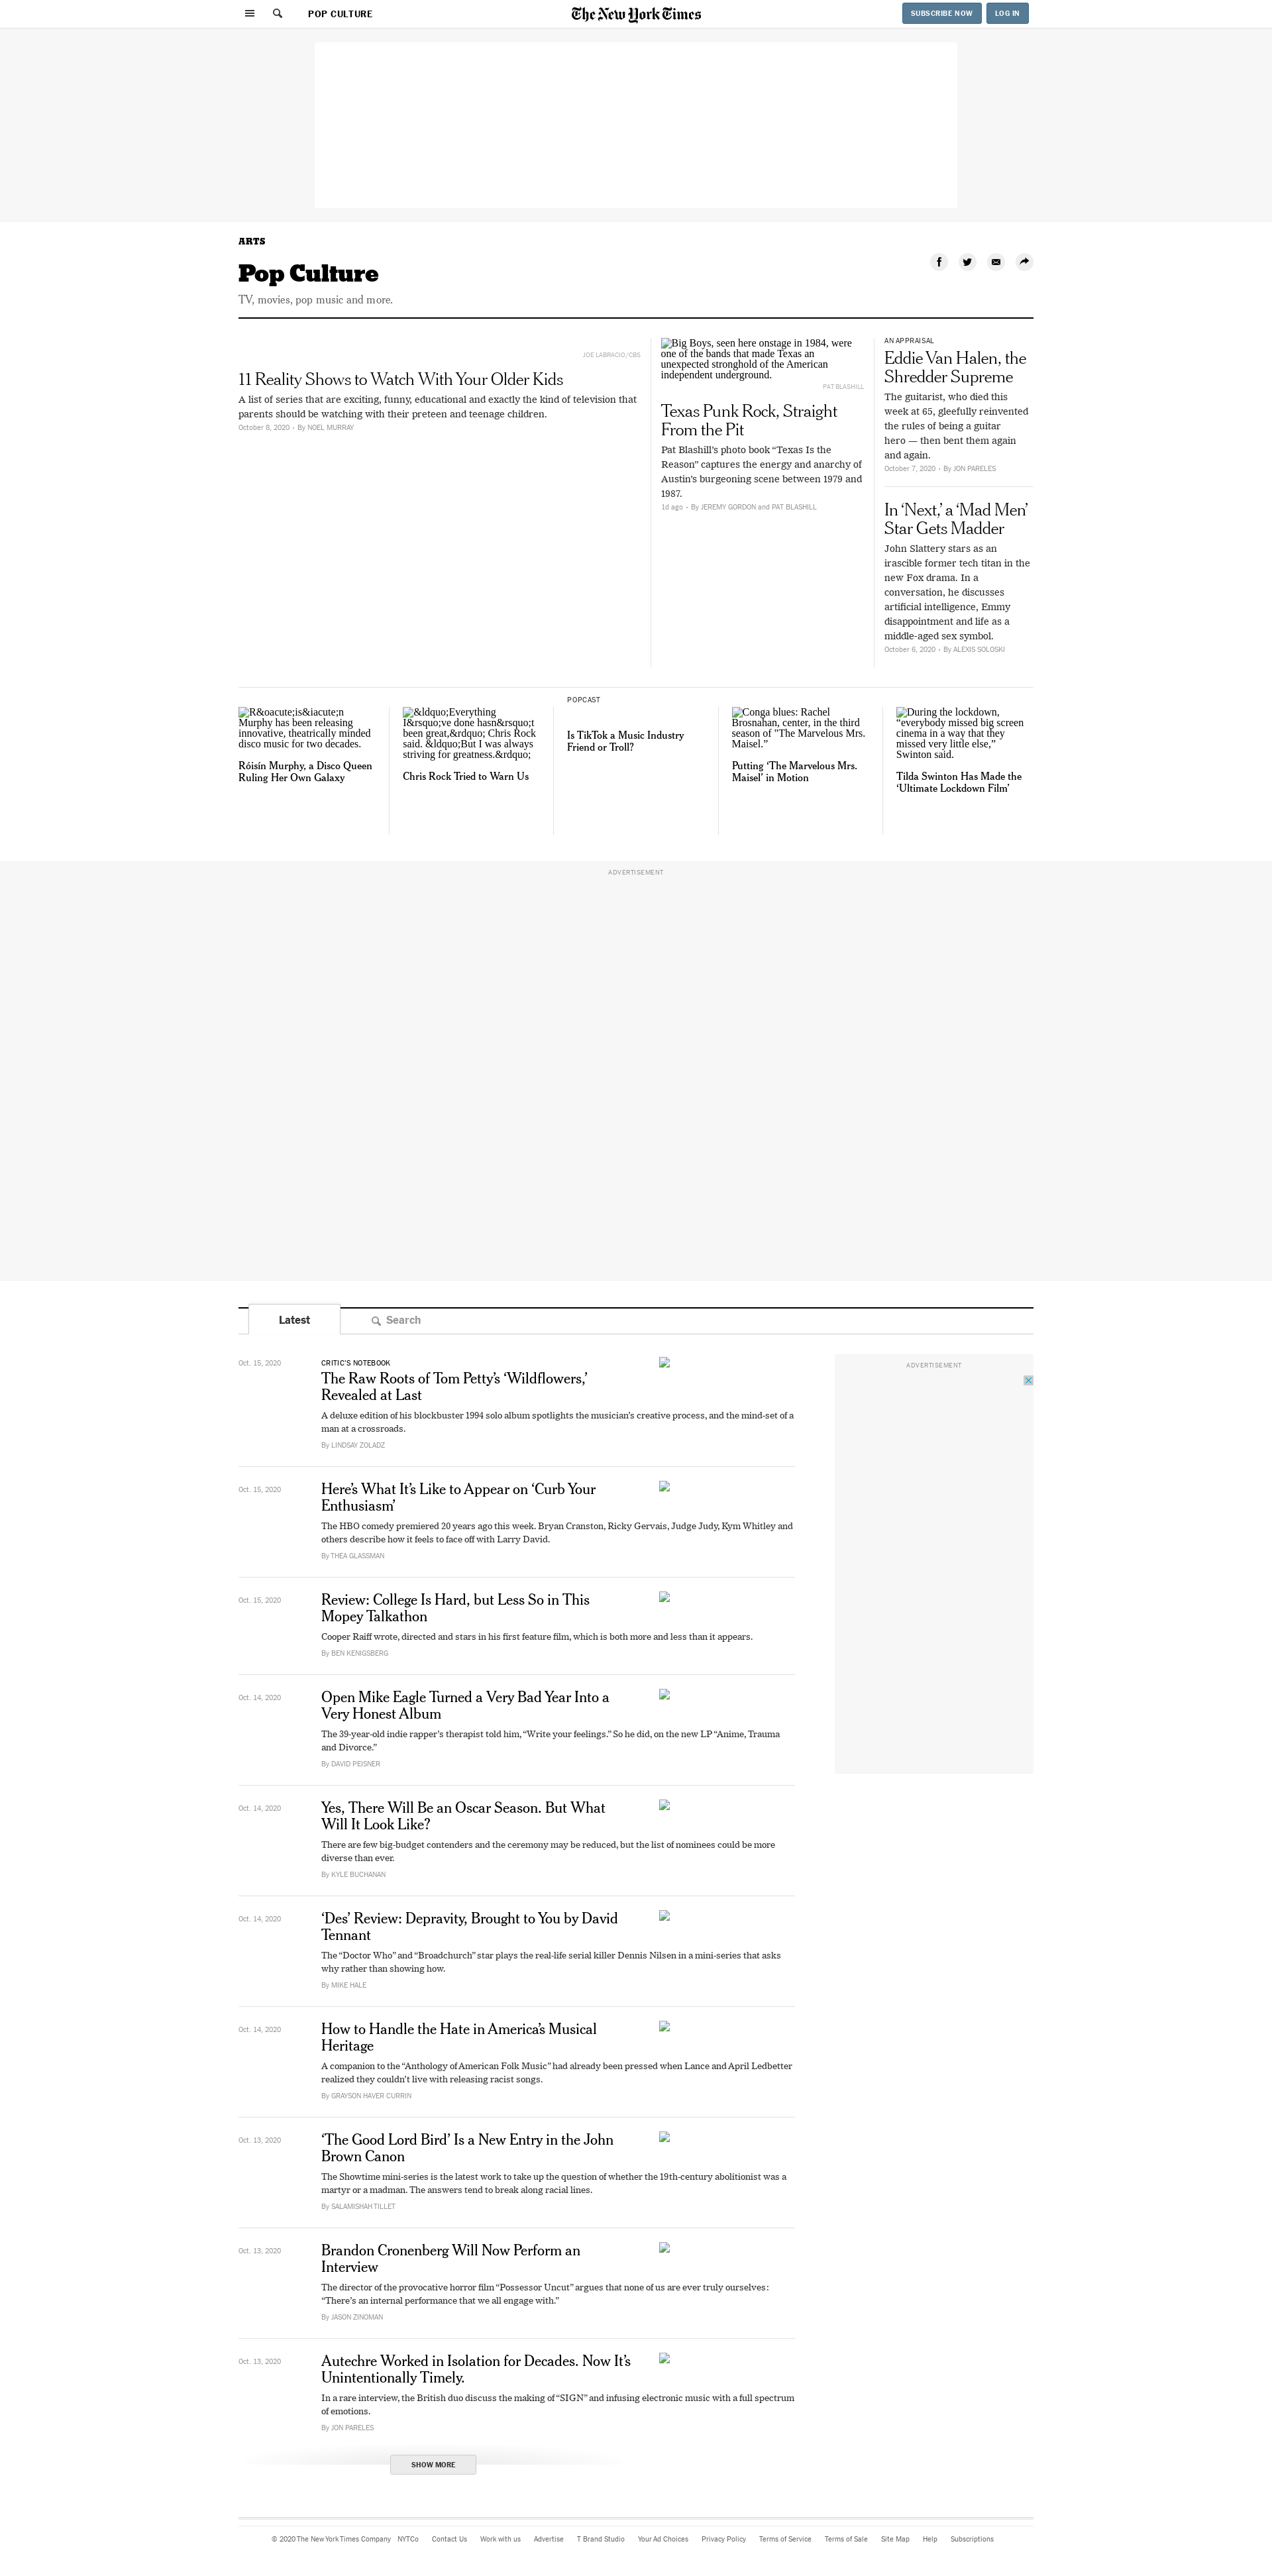 POP CULTURE
The New York Times
SUBSCRIBE NOW
LOG IN
ARTS
Pop Culture
TV, movies, pop music and more.
JOE LABRACIO/CBS
11 Reality Shows to Watch With Your Older Kids
A list of series that are exciting, funny, educational and exactly the kind of television that
parents should be watching with their preteen and teenage children.
October 8, 2020 • By NOEL MURRAY
Big Boys, seen here onstage in 1984, were
one of the bands that made Texas an
unexpected stronghold of the American
independent underground.
PAT BLASHILL
Texas Punk Rock, Straight
From the Pit
Pat Blashill’s photo book “Texas Is the
Reason” captures the energy and anarchy of
Austin’s burgeoning scene between 1979 and
1987.
1d ago • By JEREMY GORDON and PAT BLASHILL
AN APPRAISAL
Eddie Van Halen, the
Shredder Supreme
The guitarist, who died this
week at 65, gleefully reinvented
the rules of being a guitar
hero — then bent them again
and again.
October 7, 2020 • By JON PARELES
In ‘Next,’ a ‘Mad Men’
Star Gets Madder
John Slattery stars as an
irascible former tech titan in the
new Fox drama. In a
conversation, he discusses
artificial intelligence, Emmy
disappointment and life as a
middle-aged sex symbol.
October 6, 2020 • By ALEXIS SOLOSKI
R&oacute;is&iacute;n
Murphy has been releasing
innovative, theatrically minded
disco music for two decades.
Róisín Murphy, a Disco Queen
Ruling Her Own Galaxy
&ldquo;Everything
I&rsquo;ve done hasn&rsquo;t
been great,&rdquo; Chris Rock
said. &ldquo;But I was always
striving for greatness.&rdquo;
Chris Rock Tried to Warn Us
POPCAST
Is TikTok a Music Industry
Friend or Troll?
Conga blues: Rachel
Brosnahan, center, in the third
season of "The Marvelous Mrs.
Maisel.”
Putting ‘The Marvelous Mrs.
Maisel’ in Motion
During the lockdown,
“everybody missed big screen
cinema in a way that they
missed very little else,”
Swinton said.
Tilda Swinton Has Made the
‘Ultimate Lockdown Film’
ADVERTISEMENT
Latest
Search
ADVERTISEMENT
Oct. 15, 2020
CRITIC’S NOTEBOOK
The Raw Roots of Tom Petty’s ‘Wildflowers,’
Revealed at Last
A deluxe edition of his blockbuster 1994 solo album spotlights the musician’s creative process, and the mind-set of a
man at a crossroads.
By LINDSAY ZOLADZ
Oct. 15, 2020
Here’s What It’s Like to Appear on ‘Curb Your
Enthusiasm’
The HBO comedy premiered 20 years ago this week. Bryan Cranston, Ricky Gervais, Judge Judy, Kym Whitley and
others describe how it feels to face off with Larry David.
By THEA GLASSMAN
Oct. 15, 2020
Review: College Is Hard, but Less So in This
Mopey Talkathon
Cooper Raiff wrote, directed and stars in his first feature film, which is both more and less than it appears.
By BEN KENIGSBERG
Oct. 14, 2020
Open Mike Eagle Turned a Very Bad Year Into a
Very Honest Album
The 39-year-old indie rapper’s therapist told him, “Write your feelings.” So he did, on the new LP “Anime, Trauma
and Divorce.”
By DAVID PEISNER
Oct. 14, 2020
Yes, There Will Be an Oscar Season. But What
Will It Look Like?
There are few big-budget contenders and the ceremony may be reduced, but the list of nominees could be more
diverse than ever.
By KYLE BUCHANAN
Oct. 14, 2020
‘Des’ Review: Depravity, Brought to You by David
Tennant
The “Doctor Who” and “Broadchurch” star plays the real-life serial killer Dennis Nilsen in a mini-series that asks
why rather than showing how.
By MIKE HALE
Oct. 14, 2020
How to Handle the Hate in America’s Musical
Heritage
A companion to the “Anthology of American Folk Music” had already been pressed when Lance and April Ledbetter
realized they couldn’t live with releasing racist songs.
By GRAYSON HAVER CURRIN
Oct. 13, 2020
‘The Good Lord Bird’ Is a New Entry in the John
Brown Canon
The Showtime mini-series is the latest work to take up the question of whether the 19th-century abolitionist was a
martyr or a madman. The answers tend to break along racial lines.
By SALAMISHAH TILLET
Oct. 13, 2020
Brandon Cronenberg Will Now Perform an
Interview
The director of the provocative horror film “Possessor Uncut” argues that none of us are ever truly ourselves:
“There’s an internal performance that we all engage with.”
By JASON ZINOMAN
Oct. 13, 2020
Autechre Worked in Isolation for Decades. Now It’s
Unintentionally Timely.
In a rare interview, the British duo discuss the making of “SIGN” and infusing electronic music with a full spectrum
of emotions.
By JON PARELES
SHOW MORE
© 2020 The New York Times Company NYTCo Contact Us Work with us Advertise T Brand Studio Your Ad Choices Privacy Policy Terms of Service Terms of Sale Site Map Help Subscriptions